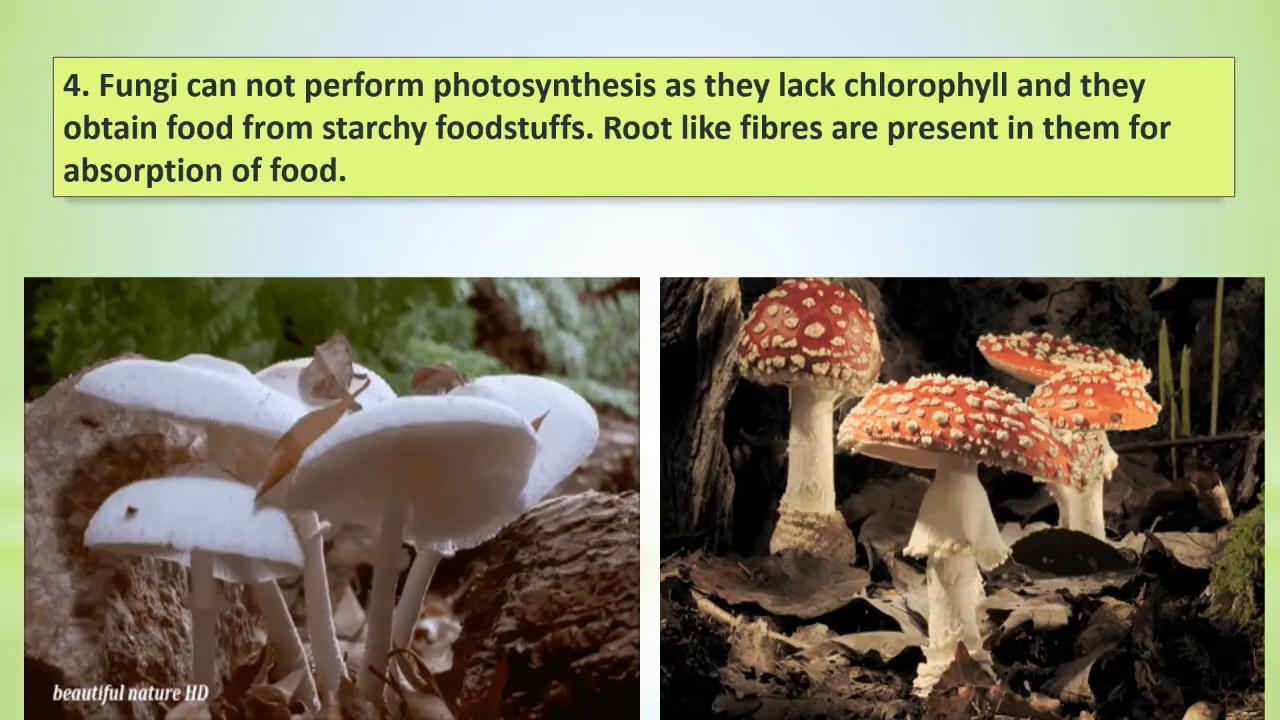 4. Fungi can not perform photosynthesis as they lack chlorophyll and they
obtain food from starchy foodstuffs. Root like fibres are present in them for
absorption of food.
beautiful nature HD